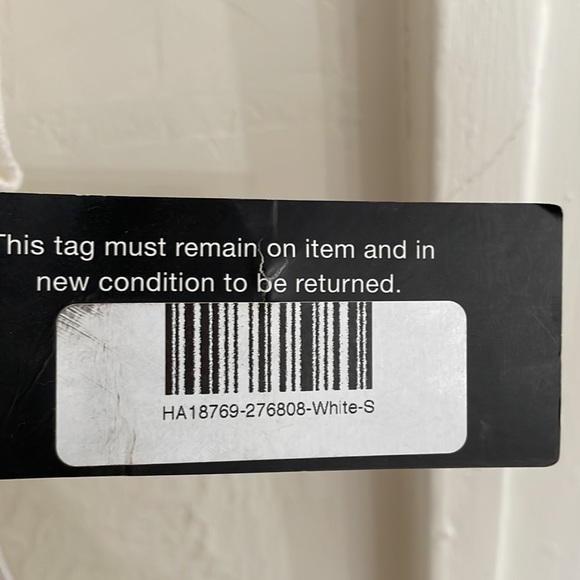 This tag must remain on item and in
new condition to be returned.
HA18769-276808-White-S